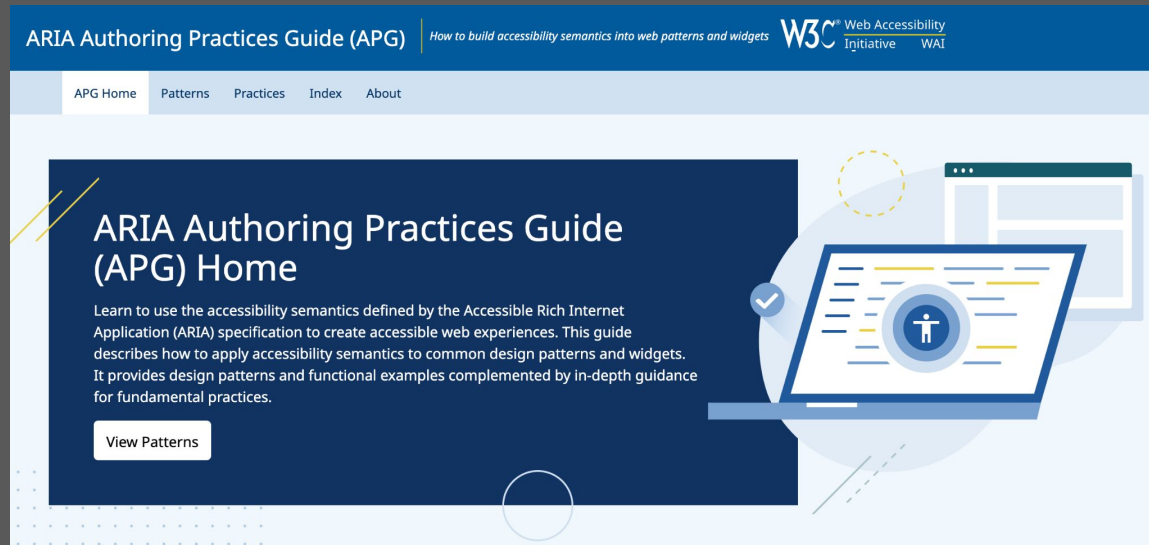 ARIA Authoring Practices Guide (APG)
How to build accessibility semantics into web patterns and widgets
W3C® Web Accessibility
Initiative WAI
APG Home Patterns Practices Index About
ARIA Authoring Practices Guide
(APG) Home
Learn to use the accessibility semantics defined by the Accessible Rich Internet
Application (ARIA) specification to create accessible web experiences. This guide
describes how to apply accessibility semantics to common design patterns and widgets.
It provides design patterns and functional examples complemented by in-depth guidance
for fundamental practices.
View Patterns